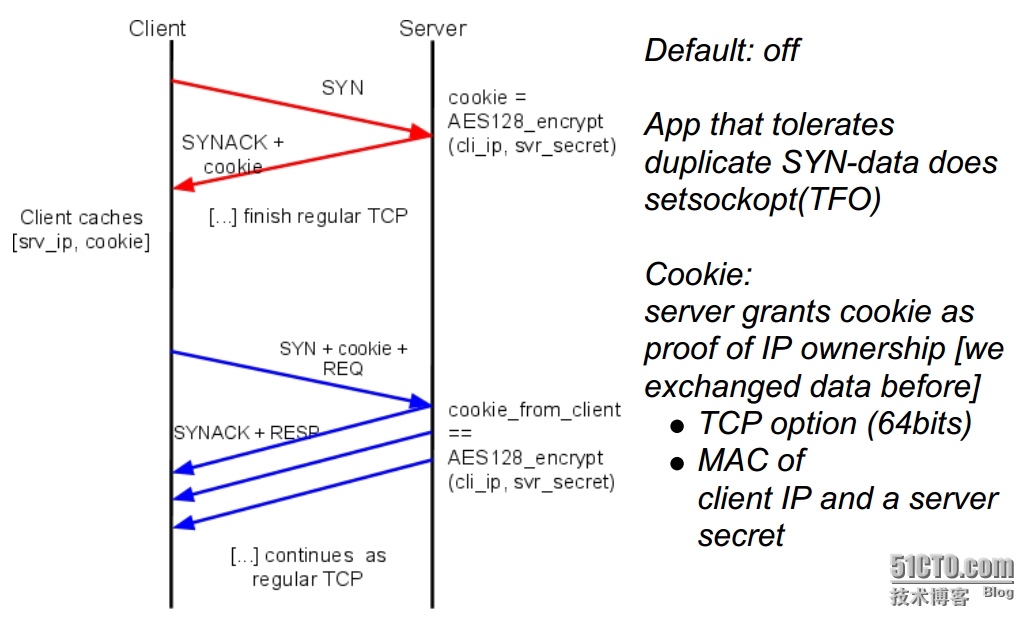 Client
Server
SYN
cookie =
AES128_encrypt
(cli_ip, svr_secret)
SYNACK +
cookie
Client caches
[srv_ip, cookie]
[...] finish regular TCP
SYN + cookie +
REQ
cookie_from_client
==
AES128_encrypt
(cli_ip, svr_secret)
SYNACK + RESP
[...] continues as
regular TCP
Default: off
App that tolerates
duplicate SYN-data does
setsockopt(TFO)
Cookie:
server grants cookie as
proof of IP ownership [we
exchanged data before]
● TCP option (64bits)
● MAC of
client IP and a server
secret
51CTO.com
技术博客 Blog